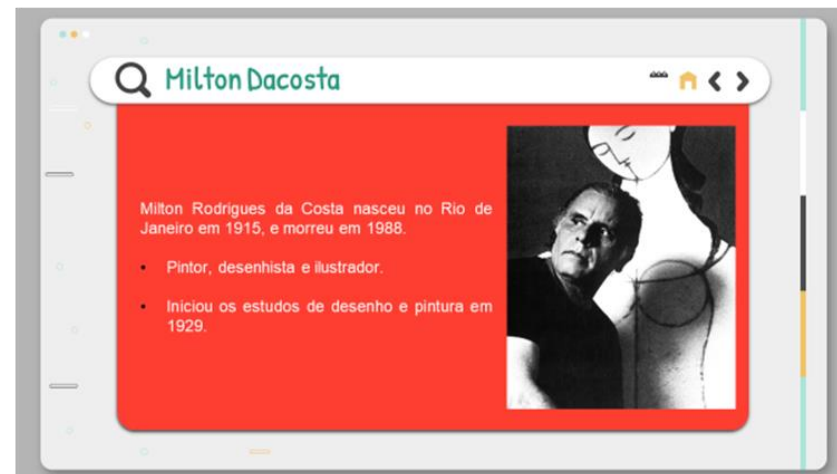 Milton Dacosta
Milton Rodrigues da Costa nasceu no Rio de
Janeiro em 1915, e morreu em 1988.
• Pintor, desenhista e ilustrador.
• Iniciou os estudos de desenho e pintura em
1929.